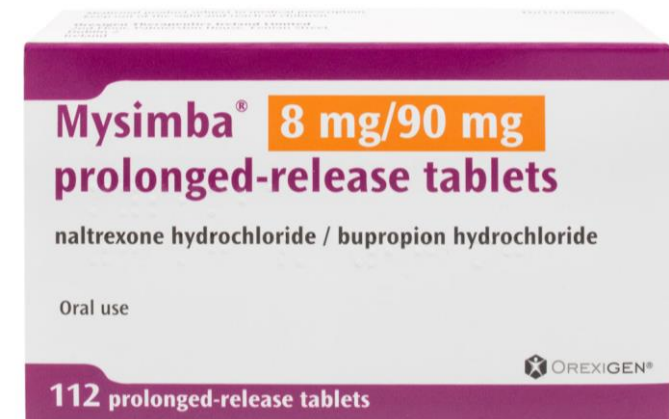 Mysimba® 8 mg/90 mg
prolonged-release tablets
naltrexone hydrochloride / bupropion hydrochloride
Oral use
OREXIGEN®
112 prolonged-release tablets